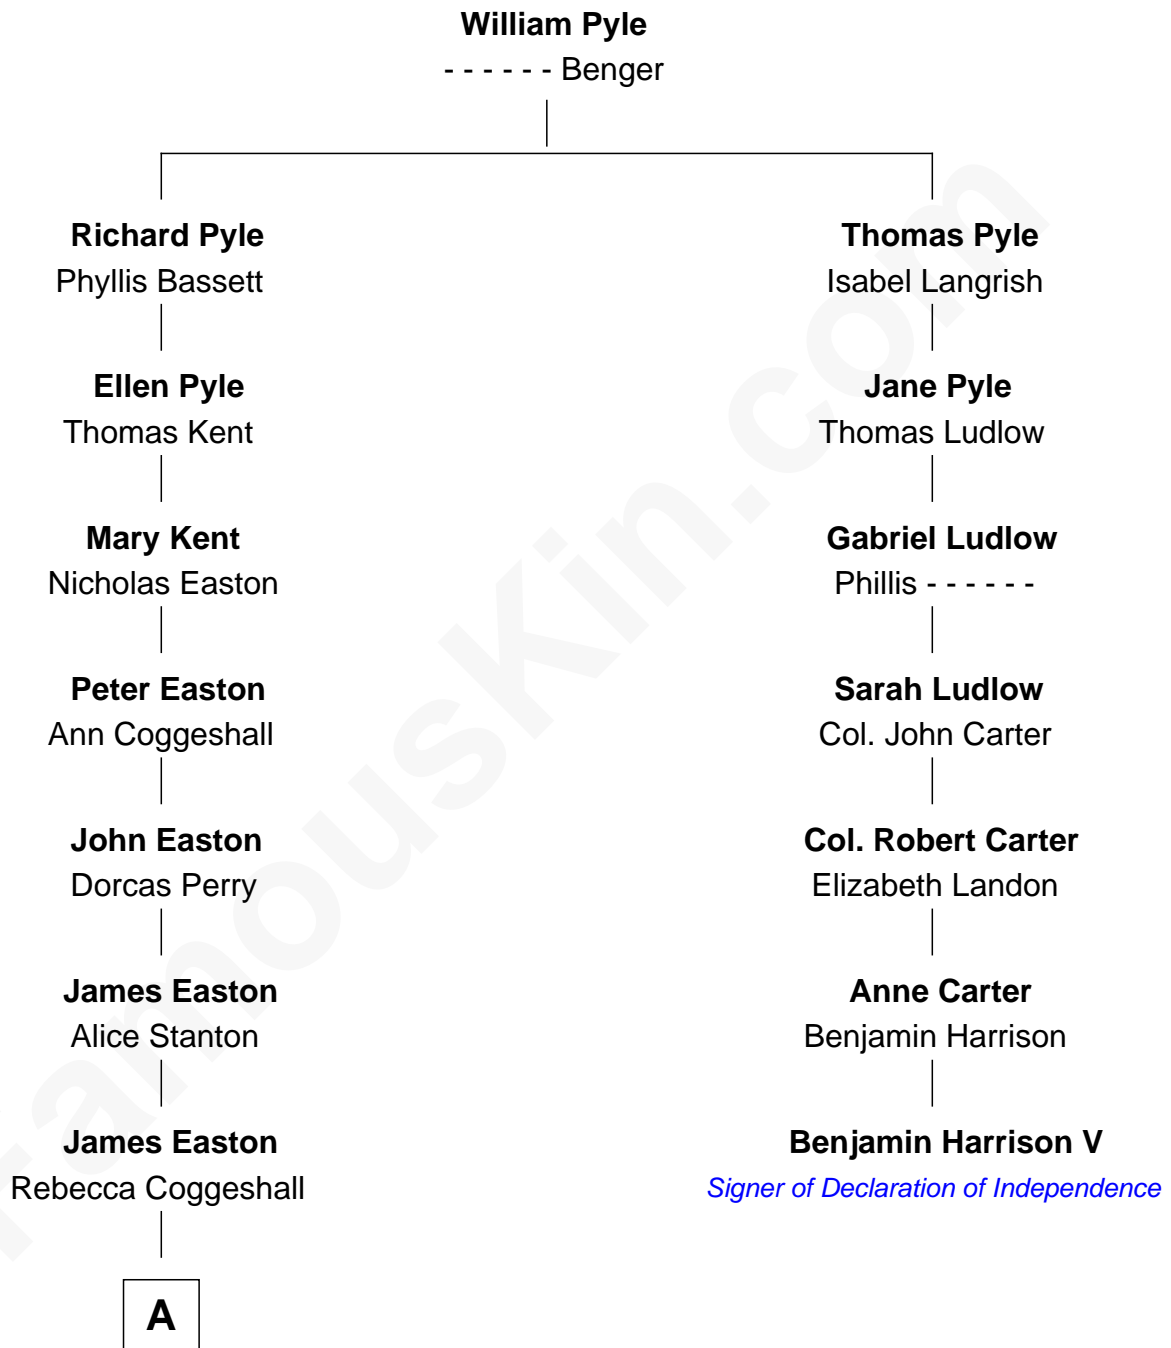 William Pyle
- - - - - - Benger
Richard Pyle
Phyllis Bassett
Thomas Pyle
Isabel Langrish
Ellen Pyle
Thomas Kent
Jane Pyle
Thomas Ludlow
Mary Kent
Nicholas Easton
Gabriel Ludlow
Phillis - - - - - -
Peter Easton
Ann Coggeshall
Sarah Ludlow
Col. John Carter
John Easton
Dorcas Perry
Col. Robert Carter
Elizabeth Landon
James Easton
Alice Stanton
Anne Carter
Benjamin Harrison
James Easton
Rebecca Coggeshall
Benjamin Harrison V
Signer of Declaration of Independence
A
FamousKin.com